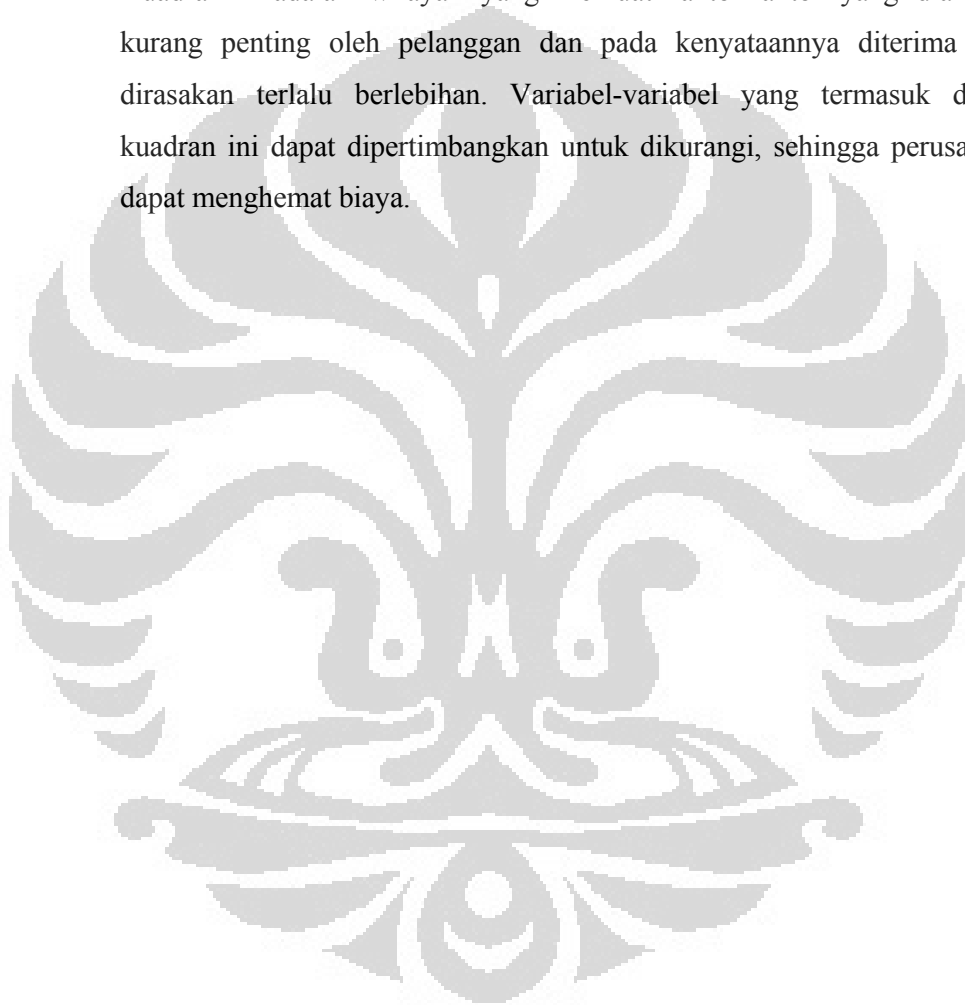 kurang penting oleh pelanggan dan pada kenyataannya diterima
dirasakan terlalu berlebihan. Variabel-variabel yang termasuk d
kuadran ini dapat dipertimbangkan untuk dikurangi, sehingga perusa
dapat menghemat biaya.